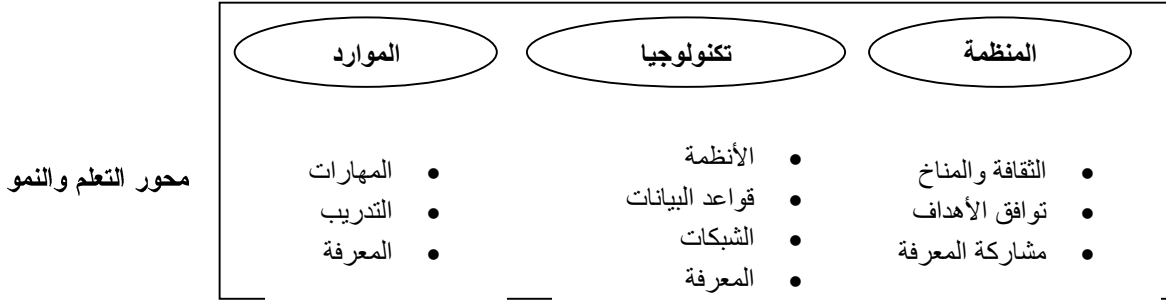 المنظمة
تكنولوجيا
الموارد
محور التعلم والنمو
الثقافة والمناخ
توافق الأهداف
مشاركة المعرفة
الأنظمة
قواعد البيانات
الشبكات
المعرفة
المهارات
التدريب
المعرفة